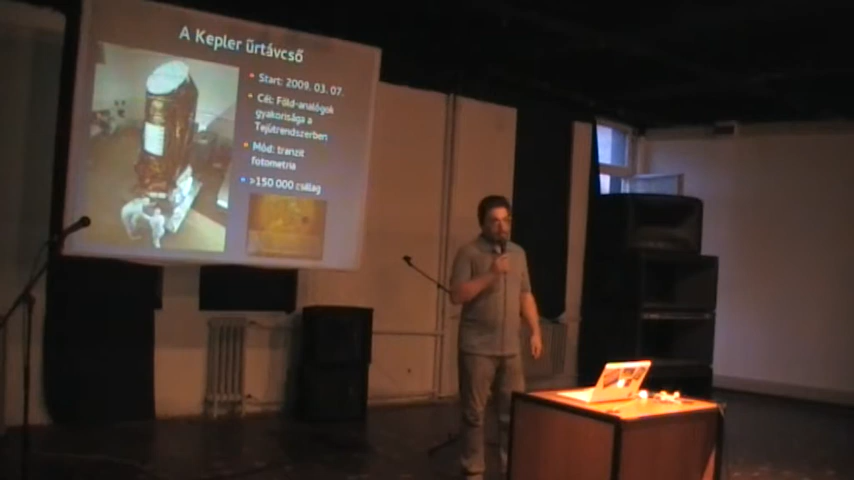 A Kepler űrtávcső
Start: 2009. 03. 07.
Cél: Föld-analógok
gyakorisága a
Tejútrendszerben
Mód: tranzit
fotometria
>150 000 csillag